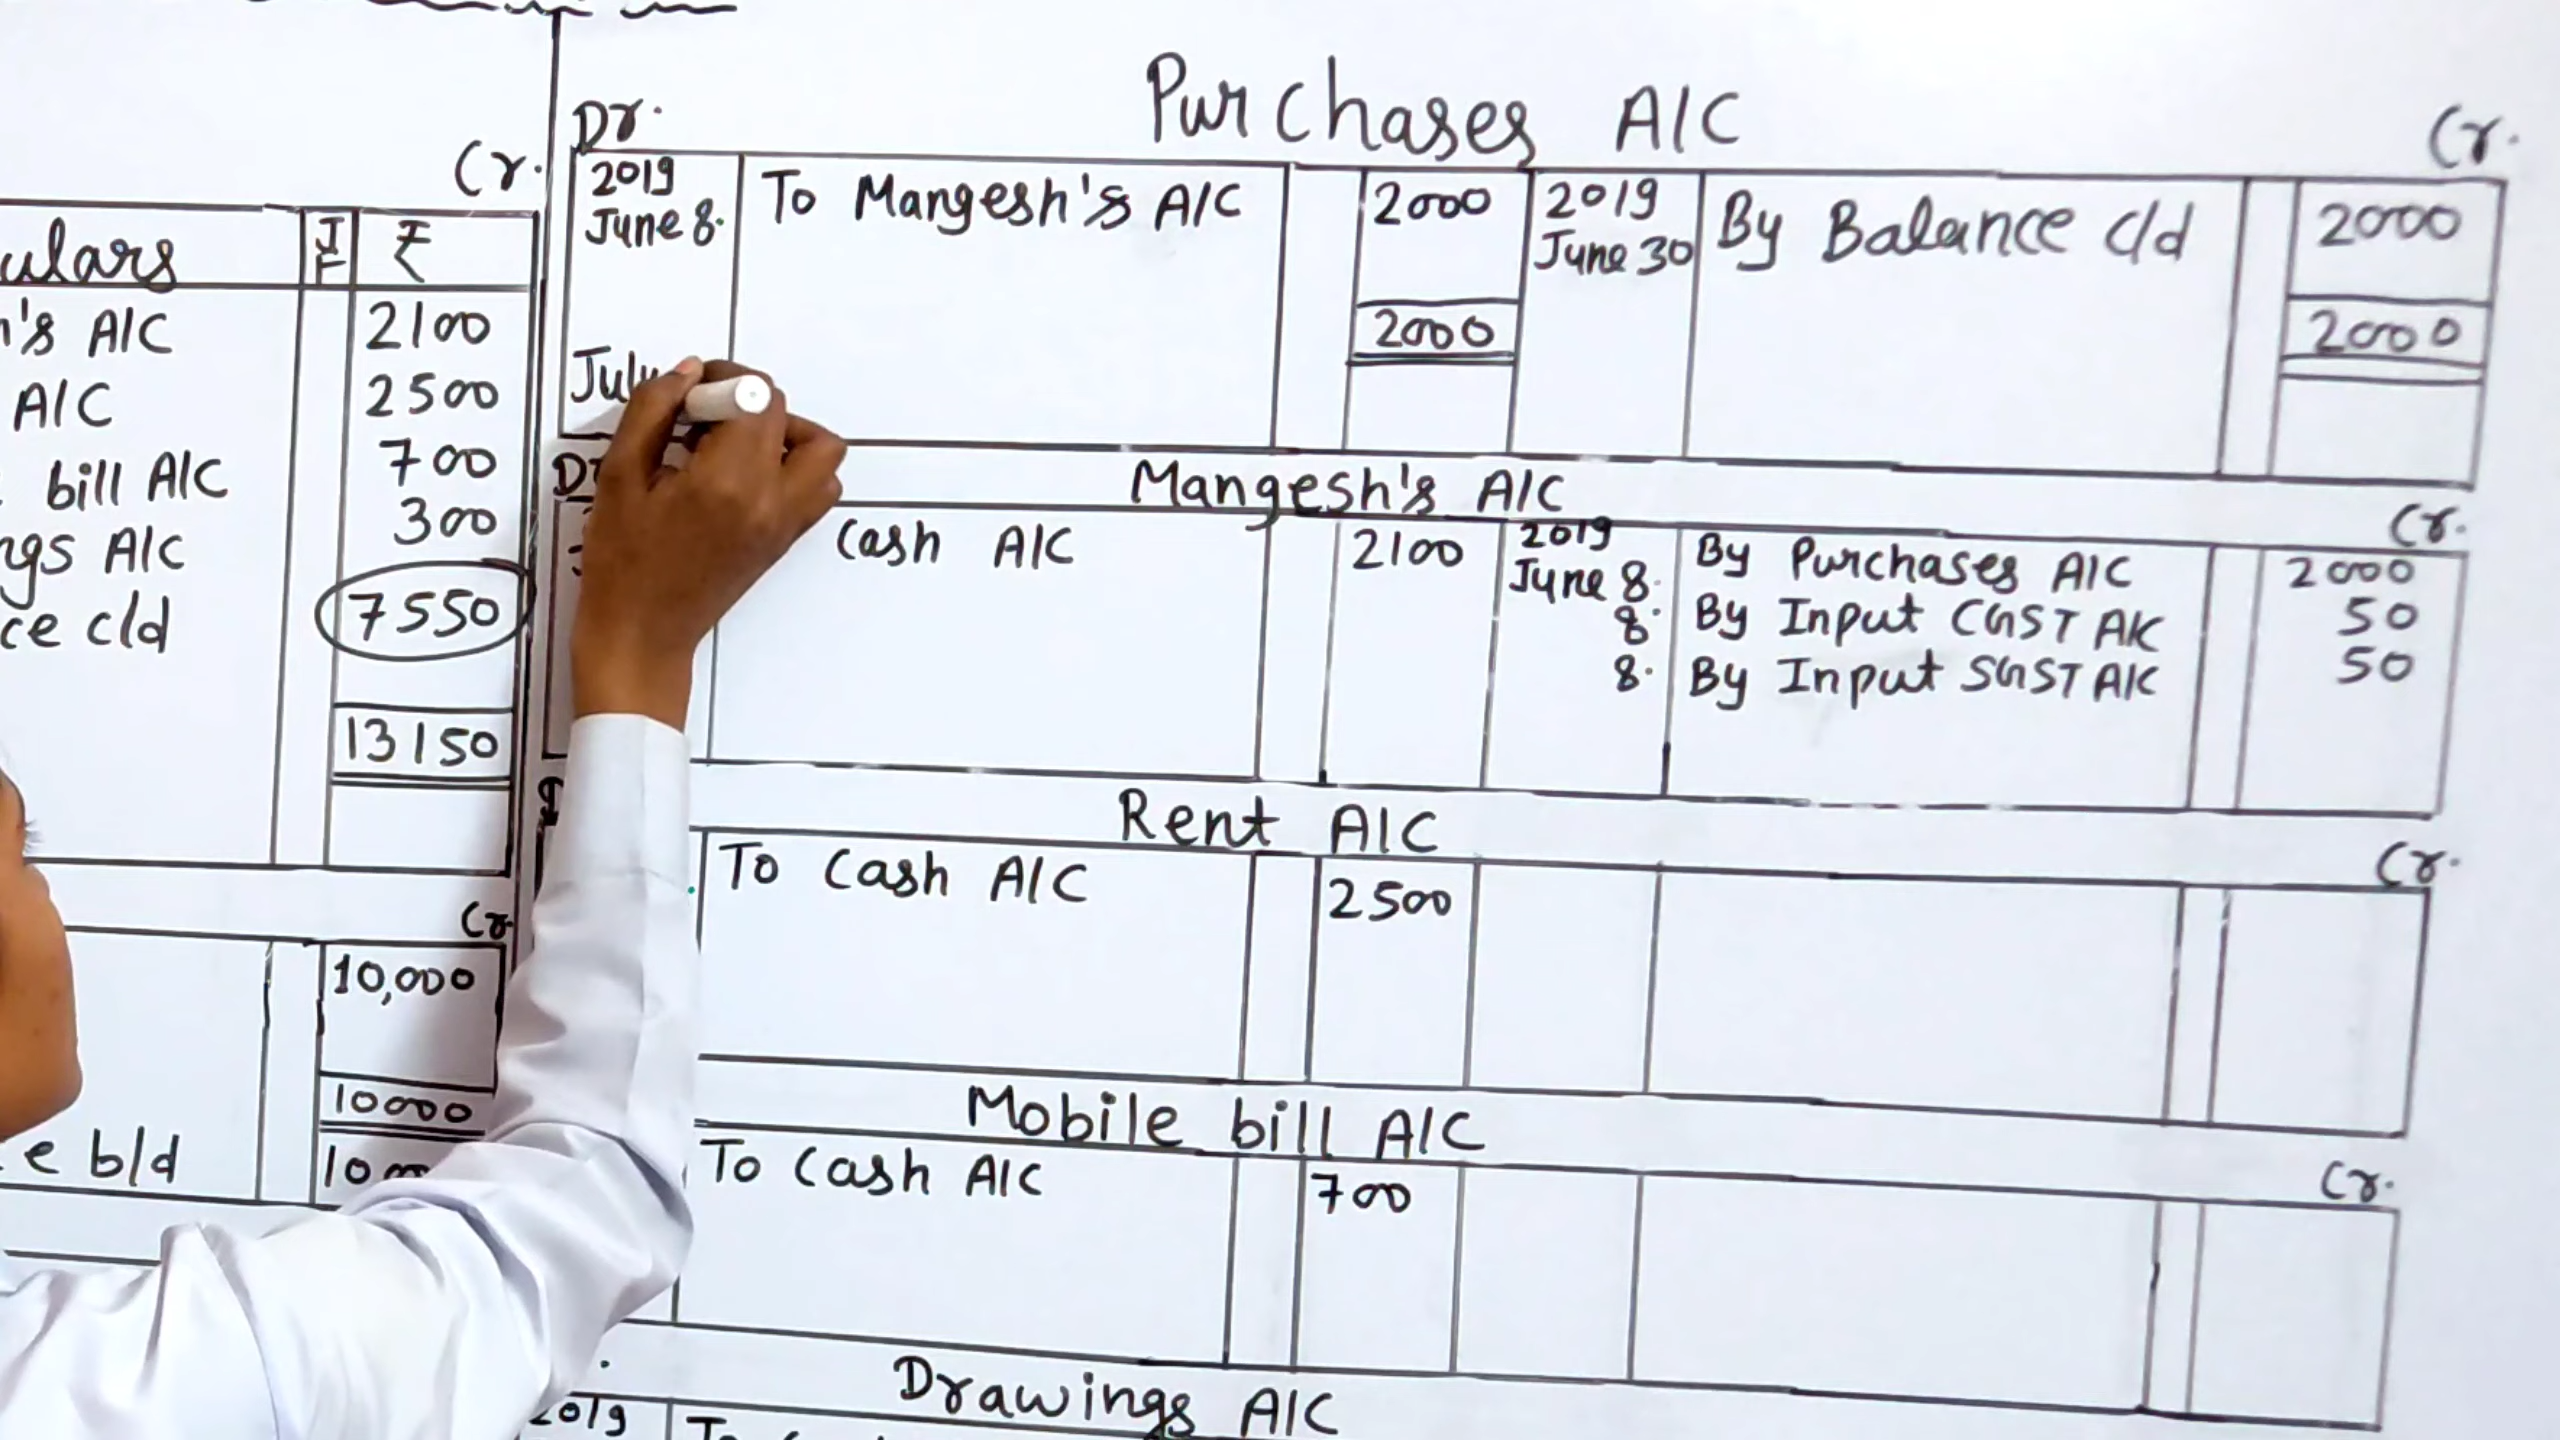 Cr.
ulars JF ₹
's A/C 2100
A/C 2500
bill A/C 700
ngs A/C 300
ce c/d 7550
13150
Cr.
10,000
10000
e b/d
Purchases A/C
Dr. Cr.
2019 To Mangesh's A/C 2000 2019 By Balance c/d 2000
June 8. June 30
2000 2000
July
Mangesh's A/C
Cr.
Cash A/C 2100 2019 By Purchases A/C 2000
June 8.
8. By Input CGST A/C 50
8. By Input SGST A/C 50
Rent A/C
Cr.
To Cash A/C 2500
Mobile bill A/C
Cr.
To Cash A/C 700
Drawings A/C
2019 To